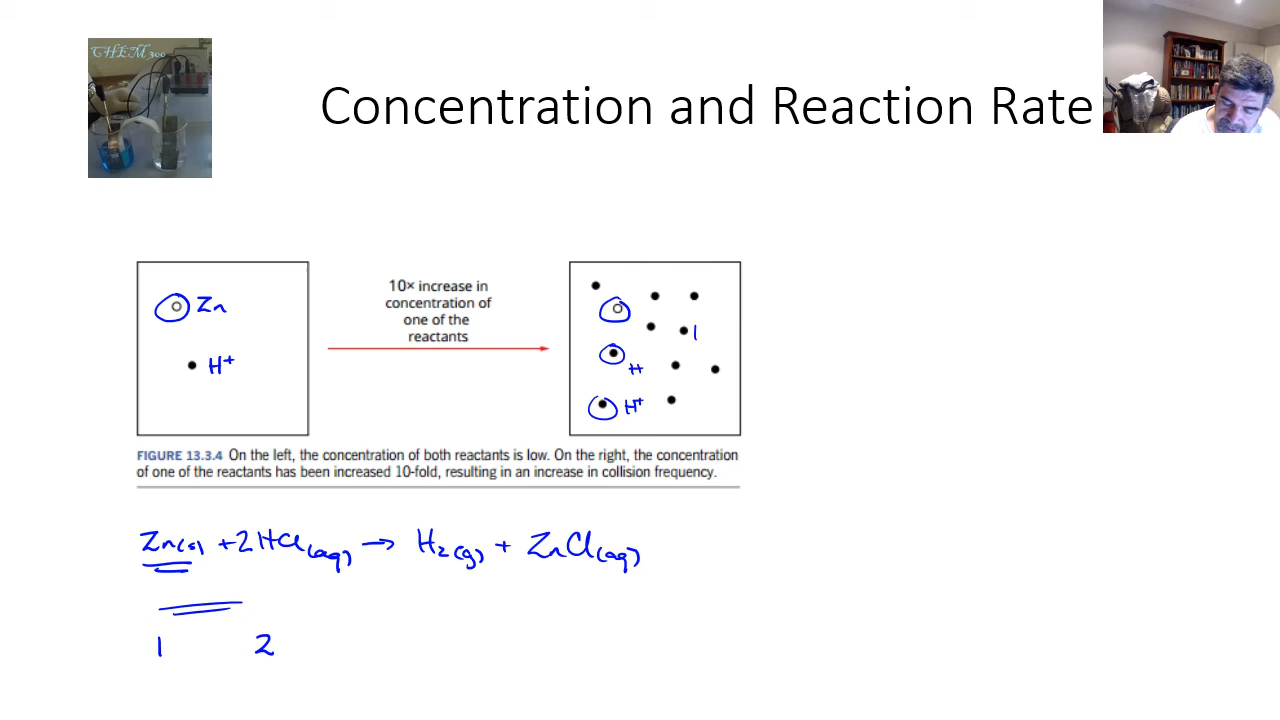 CHEM 300
Concentration and Reaction Rate
Zn
H+
10× increase in
concentration of
one of the
reactants
1
H
H+
FIGURE 13.3.4 On the left, the concentration of both reactants is low. On the right, the concentration
of one of the reactants has been increased 10-fold, resulting in an increase in collision frequency.
Zn(s) + 2HCl(aq) → H2(g) + ZnCl(aq)
1 2